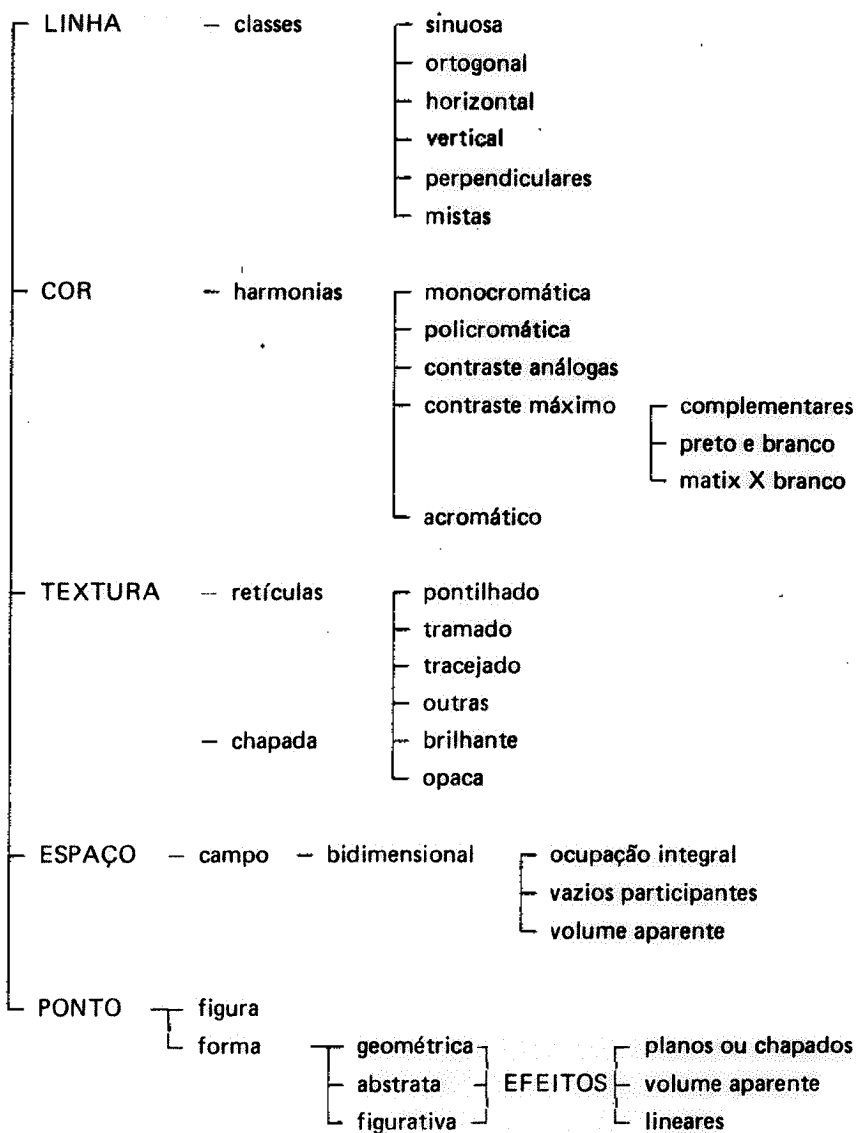 LINHA – classes sinuosa
ortogonal
horizontal
vertical
perpendiculares
mistas
COR – harmonias monocromática
policromática
contraste análogas
contraste máximo complementares
preto e branco
matix X branco
acromático
TEXTURA – retículas pontilhado
tramado
tracejado
outras
– chapada brilhante
opaca
ESPAÇO – campo – bidimensional ocupação integral
vazios participantes
volume aparente
PONTO figura
forma geométrica planos ou chapados
abstrata EFEITOS volume aparente
figurativa lineares